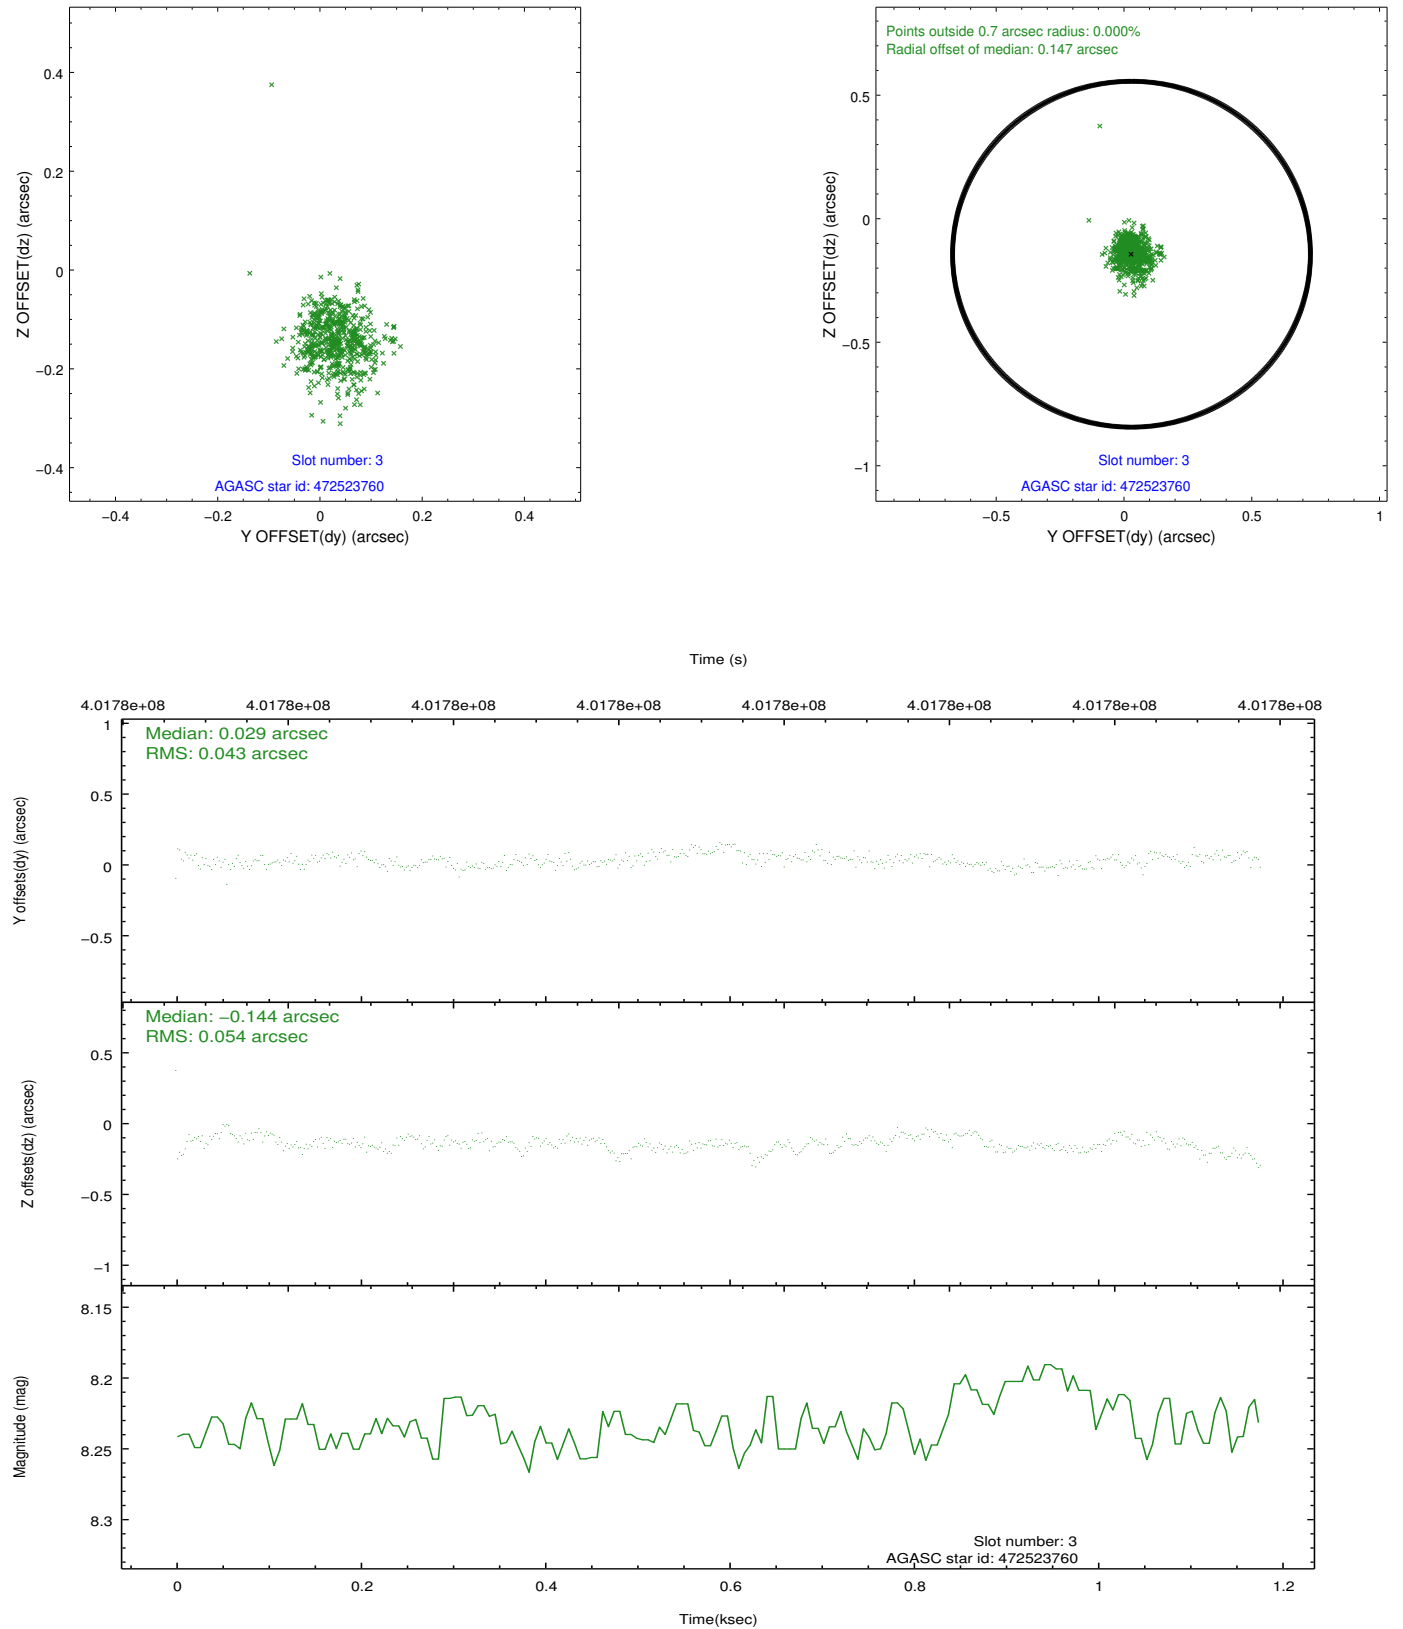 0.4
0.2
0
−0.2
−0.4
Z OFFSET(dz) (arcsec)
Slot number: 3
AGASC star id: 472523760
−0.4 −0.2 0 0.2 0.4
Y OFFSET(dy) (arcsec)
Points outside 0.7 arcsec radius: 0.000%
Radial offset of median: 0.147 arcsec
0.5
0
−0.5
−1
Z OFFSET(dz) (arcsec)
Slot number: 3
AGASC star id: 472523760
−0.5 0 0.5 1
Y OFFSET(dy) (arcsec)
Time (s)
4.0178e+08 4.0178e+08 4.0178e+08 4.0178e+08 4.0178e+08 4.0178e+08 4.0178e+08 4.0178e+08
Median: 0.029 arcsec
RMS: 0.043 arcsec
1
0.5
0
−0.5
Y offsets(dy) (arcsec)
Median: −0.144 arcsec
RMS: 0.054 arcsec
0.5
0
−0.5
−1
Z offsets(dz) (arcsec)
8.15
8.2
8.25
8.3
Magnitude (mag)
Slot number: 3
AGASC star id: 472523760
0 0.2 0.4 0.6 0.8 1 1.2
Time(ksec)